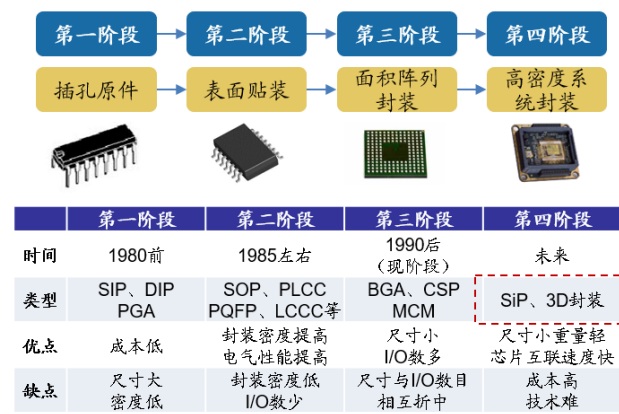 第一阶段 第二阶段 第三阶段 第四阶段
插孔原件 表面贴装 面积阵列封装 高密度系统封装
第一阶段 第二阶段 第三阶段 第四阶段
时间 1980前 1985左右 1990后（现阶段） 未来
类型 SIP、DIP PGA SOP、PLCC PQFP、LCCC等 BGA、CSP MCM SiP、3D封装
优点 成本低 封装密度提高 电气性能提高 尺寸小 I/O数多 尺寸小重量轻 芯片互联速度快
缺点 尺寸大 密度低 封装密度低 I/O数少 尺寸与I/O数目相互折中 成本高 技术难